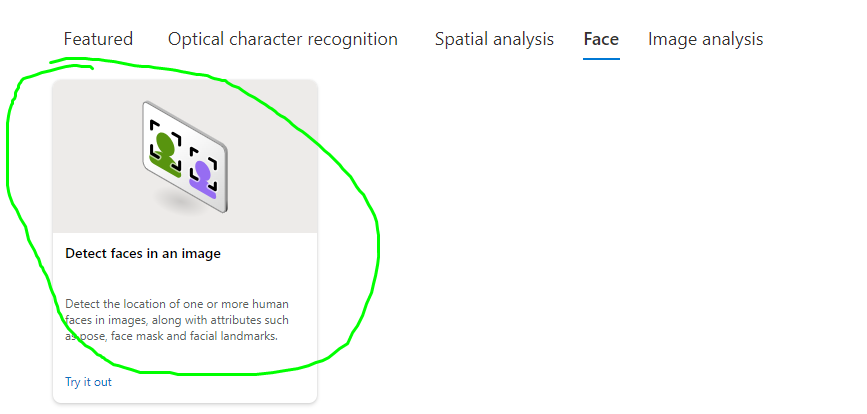 Featured Optical character recognition Spatial analysis Face Image analysis
Detect faces in an image
Detect the location of one or more human
faces in images, along with attributes such
as pose, face mask and facial landmarks.
Try it out